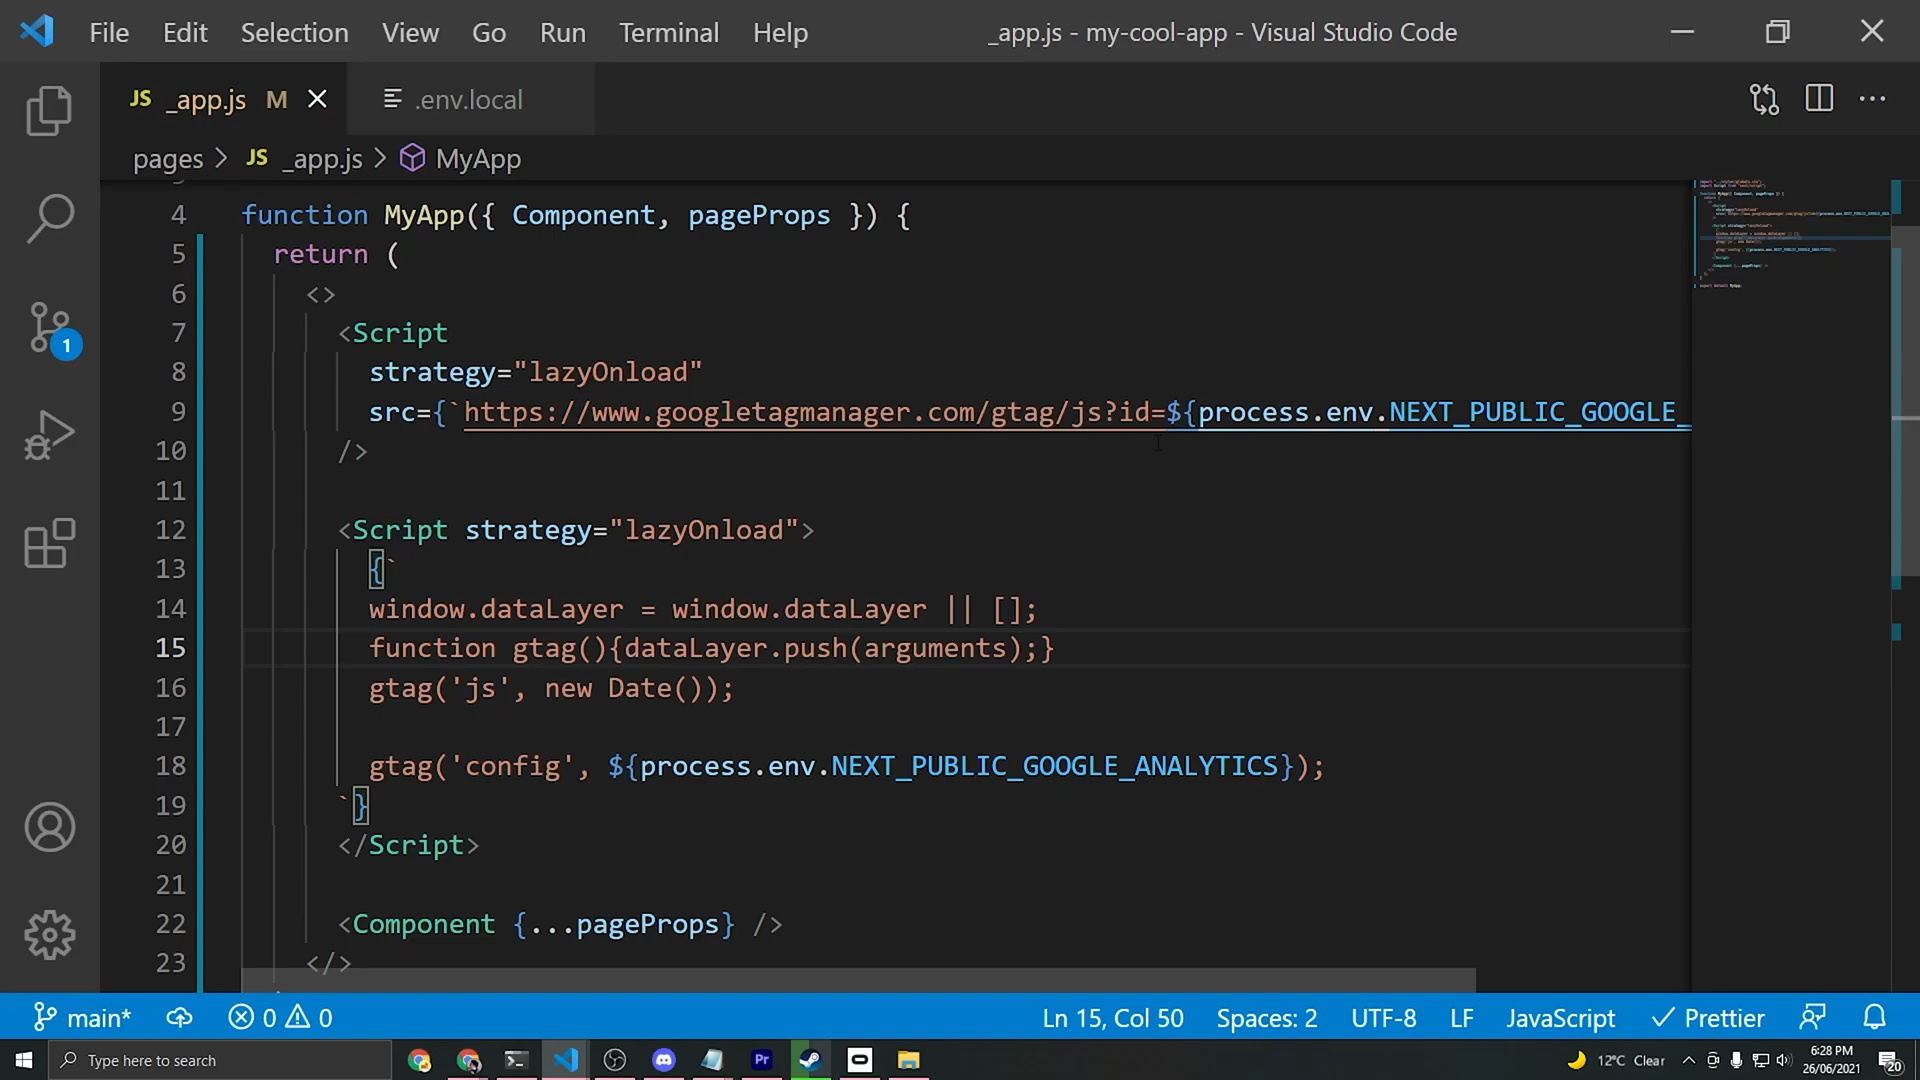 File Edit Selection View Go Run Terminal Help _app.js - my-cool-app - Visual Studio Code
JS _app.js M .env.local
pages > JS _app.js > MyApp
4 function MyApp({ Component, pageProps }) {
5 return (
6 <>
7 <Script
8 strategy="lazyOnload"
9 src={`https://www.googletagmanager.com/gtag/js?id=${process.env.NEXT_PUBLIC_GOOGLE_
10 />
11
12 <Script strategy="lazyOnload">
13 {`
14 window.dataLayer = window.dataLayer || [];
15 function gtag(){dataLayer.push(arguments);}
16 gtag('js', new Date());
17
18 gtag('config', ${process.env.NEXT_PUBLIC_GOOGLE_ANALYTICS});
19 `}
20 </Script>
21
22 <Component {...pageProps} />
23 </>
1
main* 0 0 Ln 15, Col 50 Spaces: 2 UTF-8 LF JavaScript Prettier
Type here to search Pr 12°C Clear 6:28 PM
26/06/2021 20